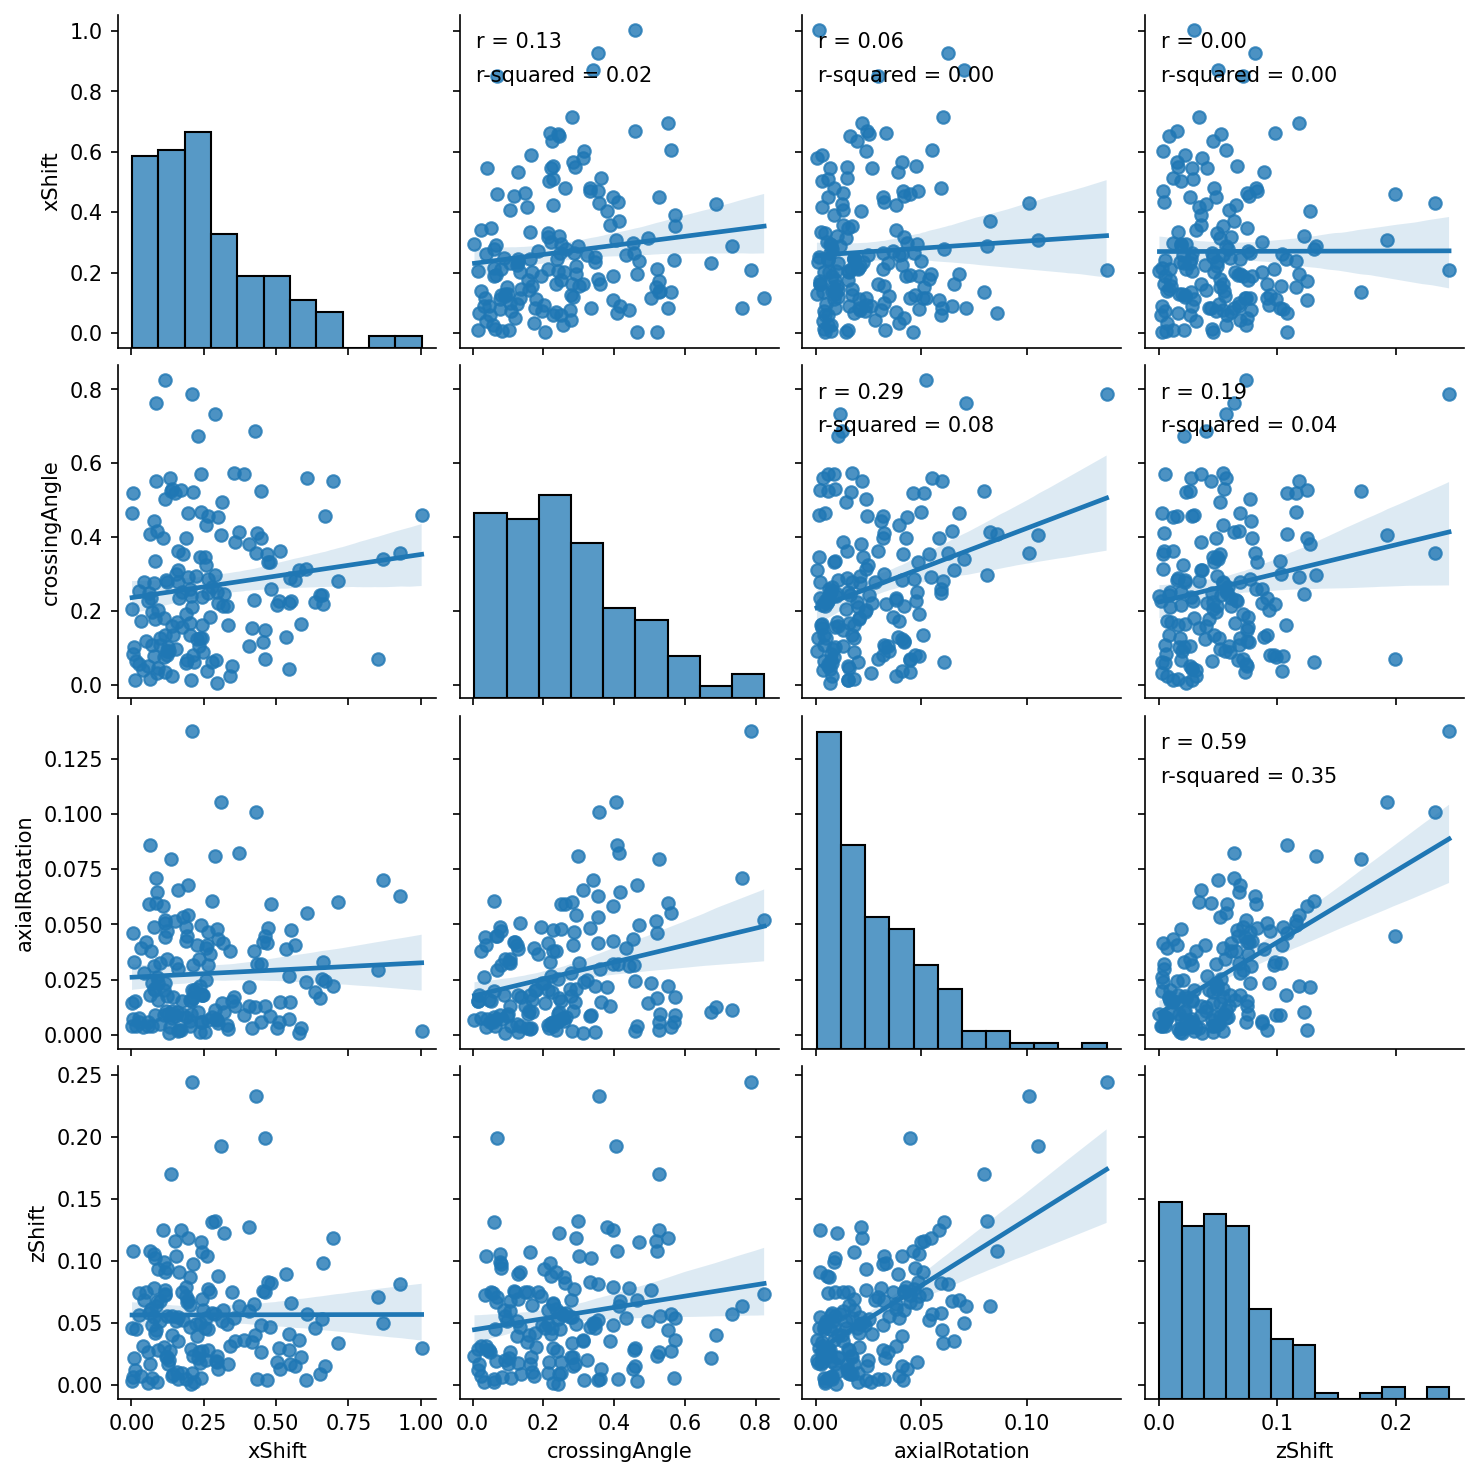 1.0
0.8
0.6
0.4
0.2
0.0
xShift
r = 0.13
r-squared = 0.02
r = 0.06
r-squared = 0.00
r = 0.00
r-squared = 0.00
0.8
0.6
0.4
0.2
0.0
crossingAngle
r = 0.29
r-squared = 0.08
r = 0.19
r-squared = 0.04
0.125
0.100
0.075
0.050
0.025
0.000
axialRotation
r = 0.59
r-squared = 0.35
0.25
0.20
0.15
0.10
0.05
0.00
zShift
0.00 0.25 0.50 0.75 1.00
xShift
0.0 0.2 0.4 0.6 0.8
crossingAngle
0.00 0.05 0.10
axialRotation
0.0 0.1 0.2
zShift